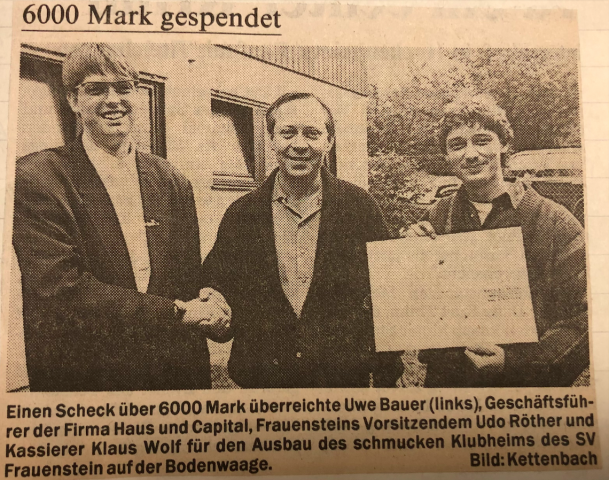 6000 Mark gespendet
Einen Scheck über 6000 Mark überreichte Uwe Bauer (links), Geschäftsfüh-
rer der Firma Haus und Capital, Frauensteins Vorsitzendem Udo Röther und
Kassierer Klaus Wolf für den Ausbau des schmucken Klubheims des SV
Frauenstein auf der Bodenwaage. Bild: Kettenbach